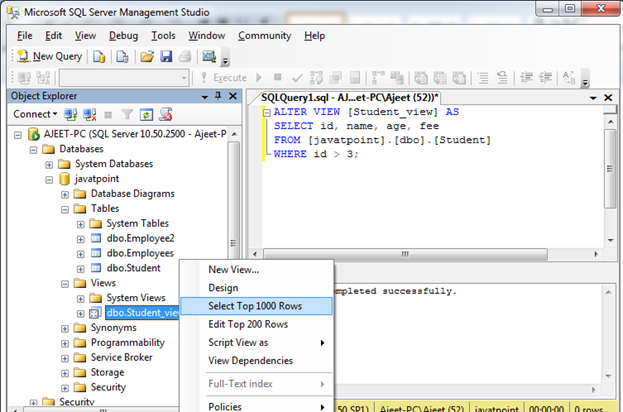 Microsoft SQL Server Management Studio
File Edit View Debug Tools Window Community Help
New Query
Execute
Object Explorer
Connect
AJEET-PC (SQL Server 10.50.2500 - Ajeet-P
Databases
System Databases
javatpoint
Database Diagrams
Tables
System Tables
dbo.Employee2
dbo.Employees
dbo.Student
Views
System Views
dbo.Student_vie
Synonyms
Programmability
Service Broker
Storage
Security
Security
SQLQuery1.sql - AJ...et-PC\Ajeet (52))*
ALTER VIEW [Student_view] AS
SELECT id, name, age, fee
FROM [javatpoint].[dbo].[Student]
WHERE id > 3;
New View...
Design
Select Top 1000 Rows
Edit Top 200 Rows
Script View as
View Dependencies
Full-Text index
Policies
mpleted successfully.
50 SP1) Ajeet-PC\Ajeet (52) javatpoint 00:00:00 0 rows